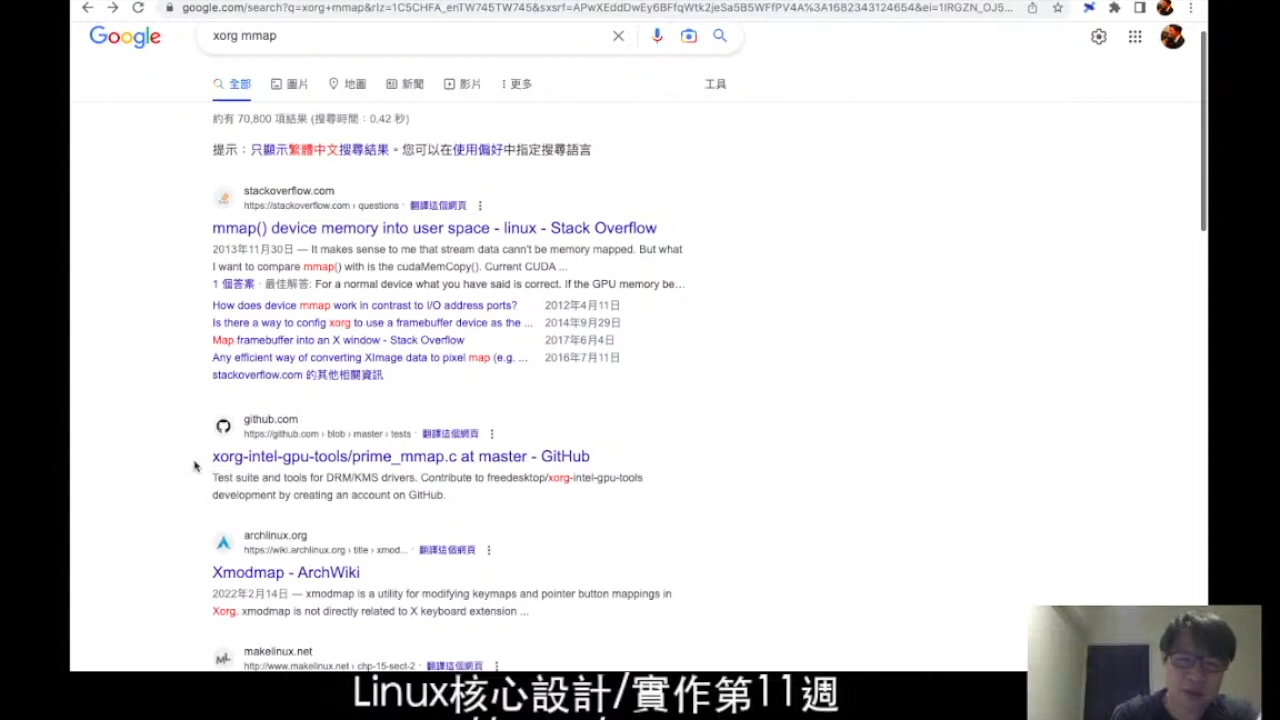 google.com/search?q=xorg+mmap&rlz=1C5CHFA_enTW745TW745&sxsrf=APwXEddDwEy6BFfqWtk2jeSa5B5WFfPV4A%3A1682343124654&ei=1IRGZN_OJ5...
Google
xorg mmap
全部 圖片 地圖 新聞 影片 更多 工具
約有 70,800 項結果 (搜尋時間:0.42 秒)
提示:只顯示繁體中文搜尋結果。您可以在使用偏好中指定搜尋語言
stackoverflow.com
https://stackoverflow.com › questions · 翻譯這個網頁
mmap() device memory into user space - linux - Stack Overflow
2013年11月30日 — It makes sense to me that stream data cann't be memory mapped. But what
I want to compare mmap() with is the cudaMemCopy(). Current CUDA ...
1 個答案 · 最佳解答: For a normal device what you have said is correct. If the GPU memory be...
How does device mmap work in contrast to I/O address ports? 2012年4月11日
Is there a way to config xorg to use a framebuffer device as the ... 2014年9月29日
Map framebuffer into an X window - Stack Overflow 2017年6月4日
Any efficient way of converting XImage data to pixel map (e.g. ... 2016年7月11日
stackoverflow.com 的其他相關資訊
github.com
https://github.com › blob › master › tests · 翻譯這個網頁
xorg-intel-gpu-tools/prime_mmap.c at master - GitHub
Test suite and tools for DRM/KMS drivers. Contribute to freedesktop/xorg-intel-gpu-tools
development by creating an account on GitHub.
archlinux.org
https://wiki.archlinux.org › title › xmod... · 翻譯這個網頁
Xmodmap - ArchWiki
2022年2月14日 — xmodmap is a utility for modifying keymaps and pointer button mappings in
Xorg. xmodmap is not directly related to X keyboard extension ...
makelinux.net
http://www.makelinux.net › chp-15-sect-2 · 翻譯這個網頁
Linux核心設計/實作第11週